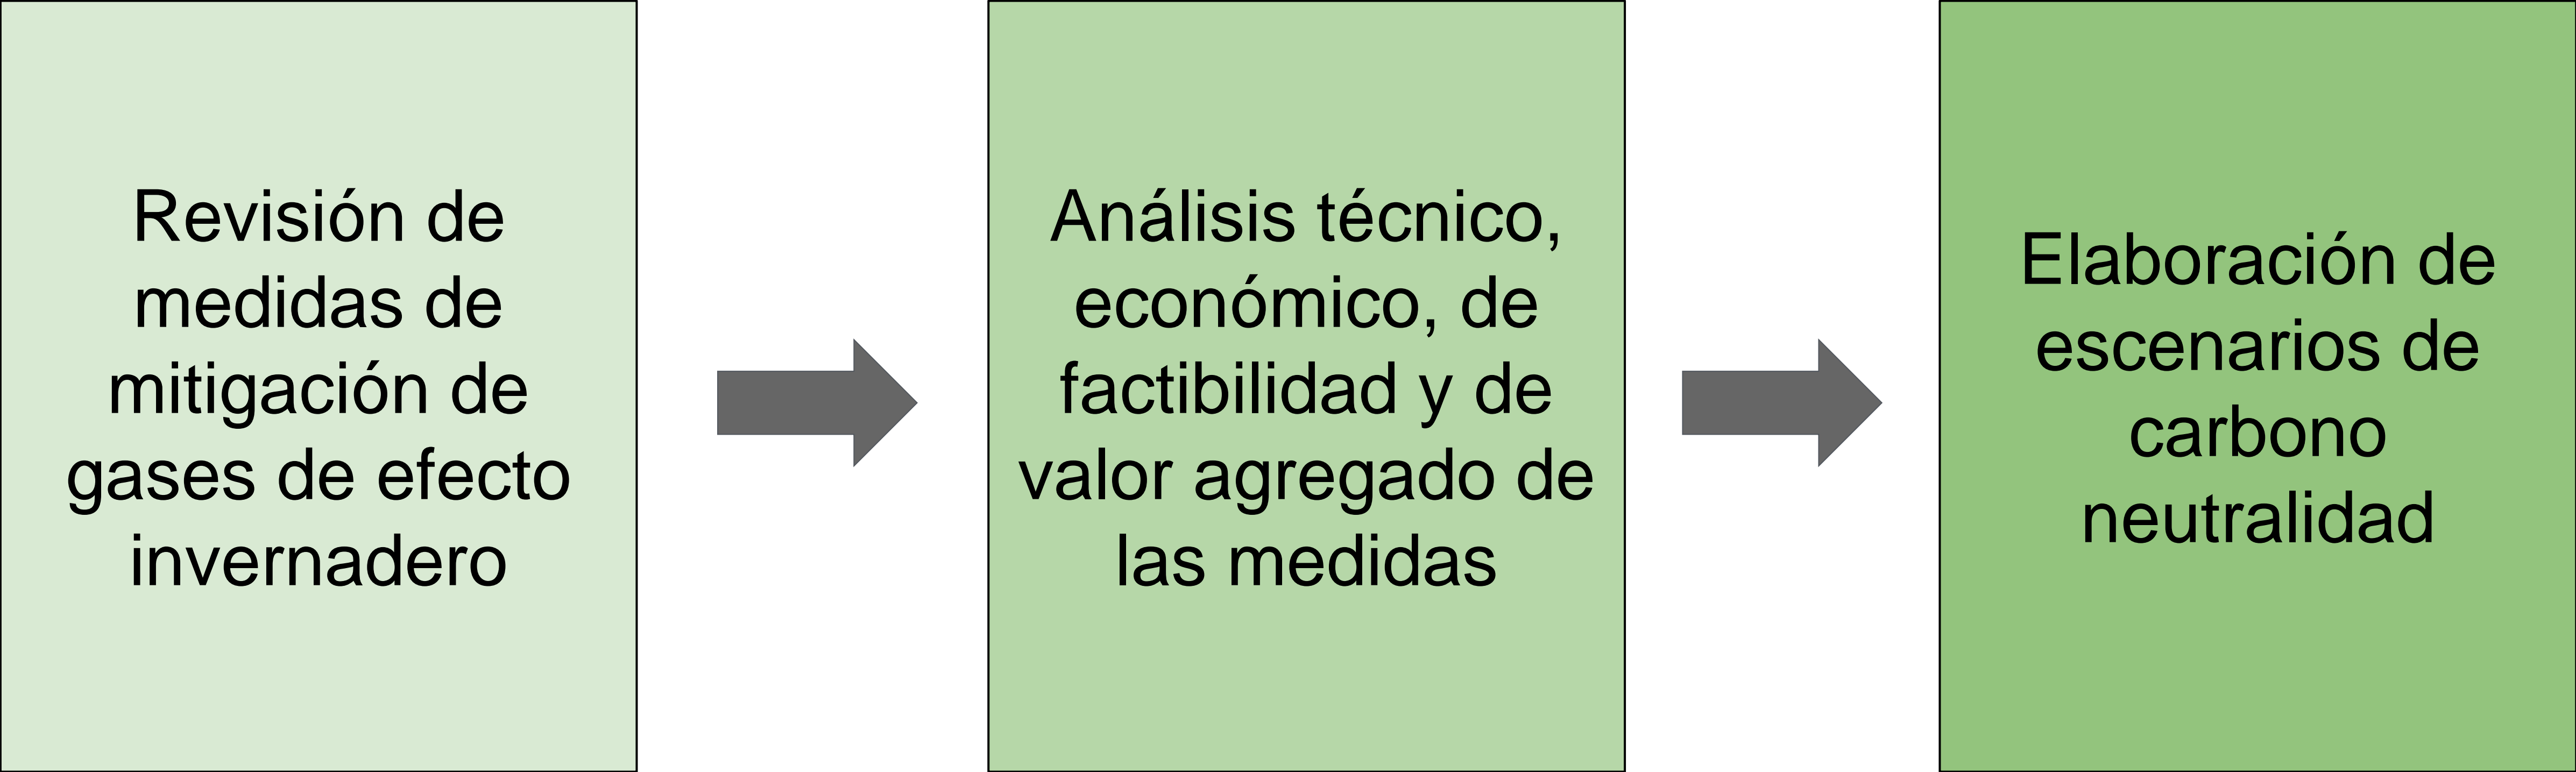 Revisión de
medidas de
mitigación de
gases de efecto
invernadero
Análisis técnico,
económico, de
factibilidad y de
valor agregado de
las medidas
Elaboración de
escenarios de
carbono
neutralidad